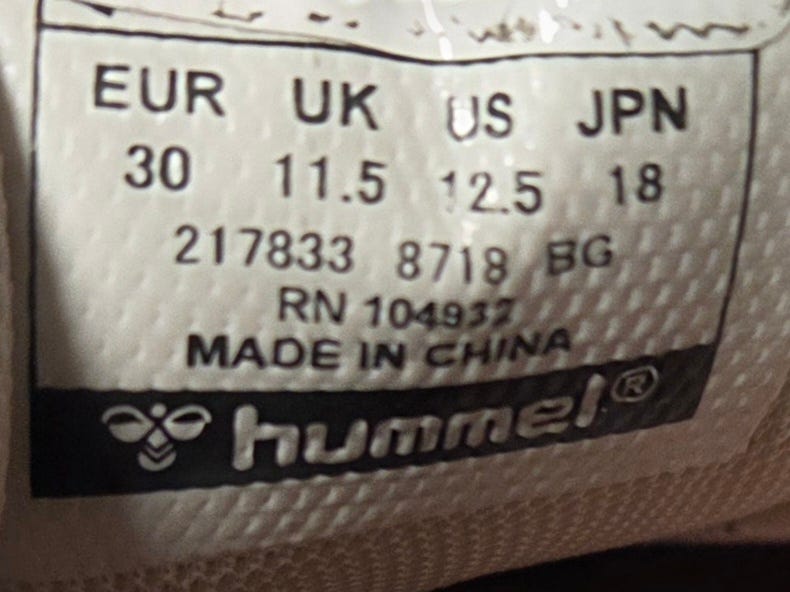 EUR UK US JPN
30 11.5 12.5 18
217833 8718 BG
RN 104932
MADE IN CHINA
hummel®